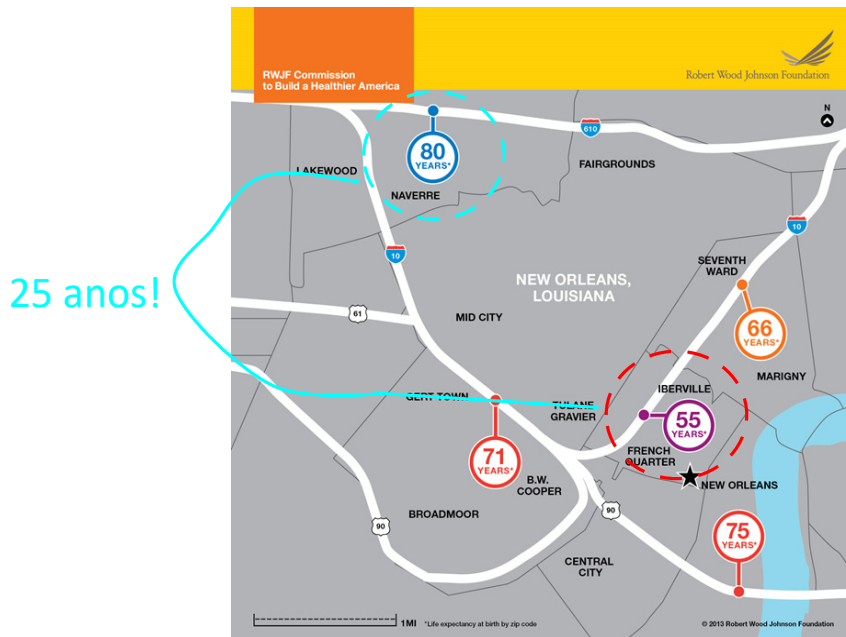 RWJF Commission
to Build a Healthier America
Robert Wood Johnson Foundation
N
610
80
YEARS*
LAKEWOOD
FAIRGROUNDS
NAVERRE
10
10
SEVENTH
WARD
NEW ORLEANS,
LOUISIANA
25 anos!
61
MID CITY
66
YEARS*
MARIGNY
IBERVILLE
GERT TOWN
TULANE
GRAVIER
55
YEARS*
71
YEARS*
FRENCH
QUARTER
B.W.
COOPER
NEW ORLEANS
90
BROADMOOR
90
75
YEARS*
CENTRAL
CITY
1MI
*Life expectancy at birth by zip code
© 2013 Robert Wood Johnson Foundation